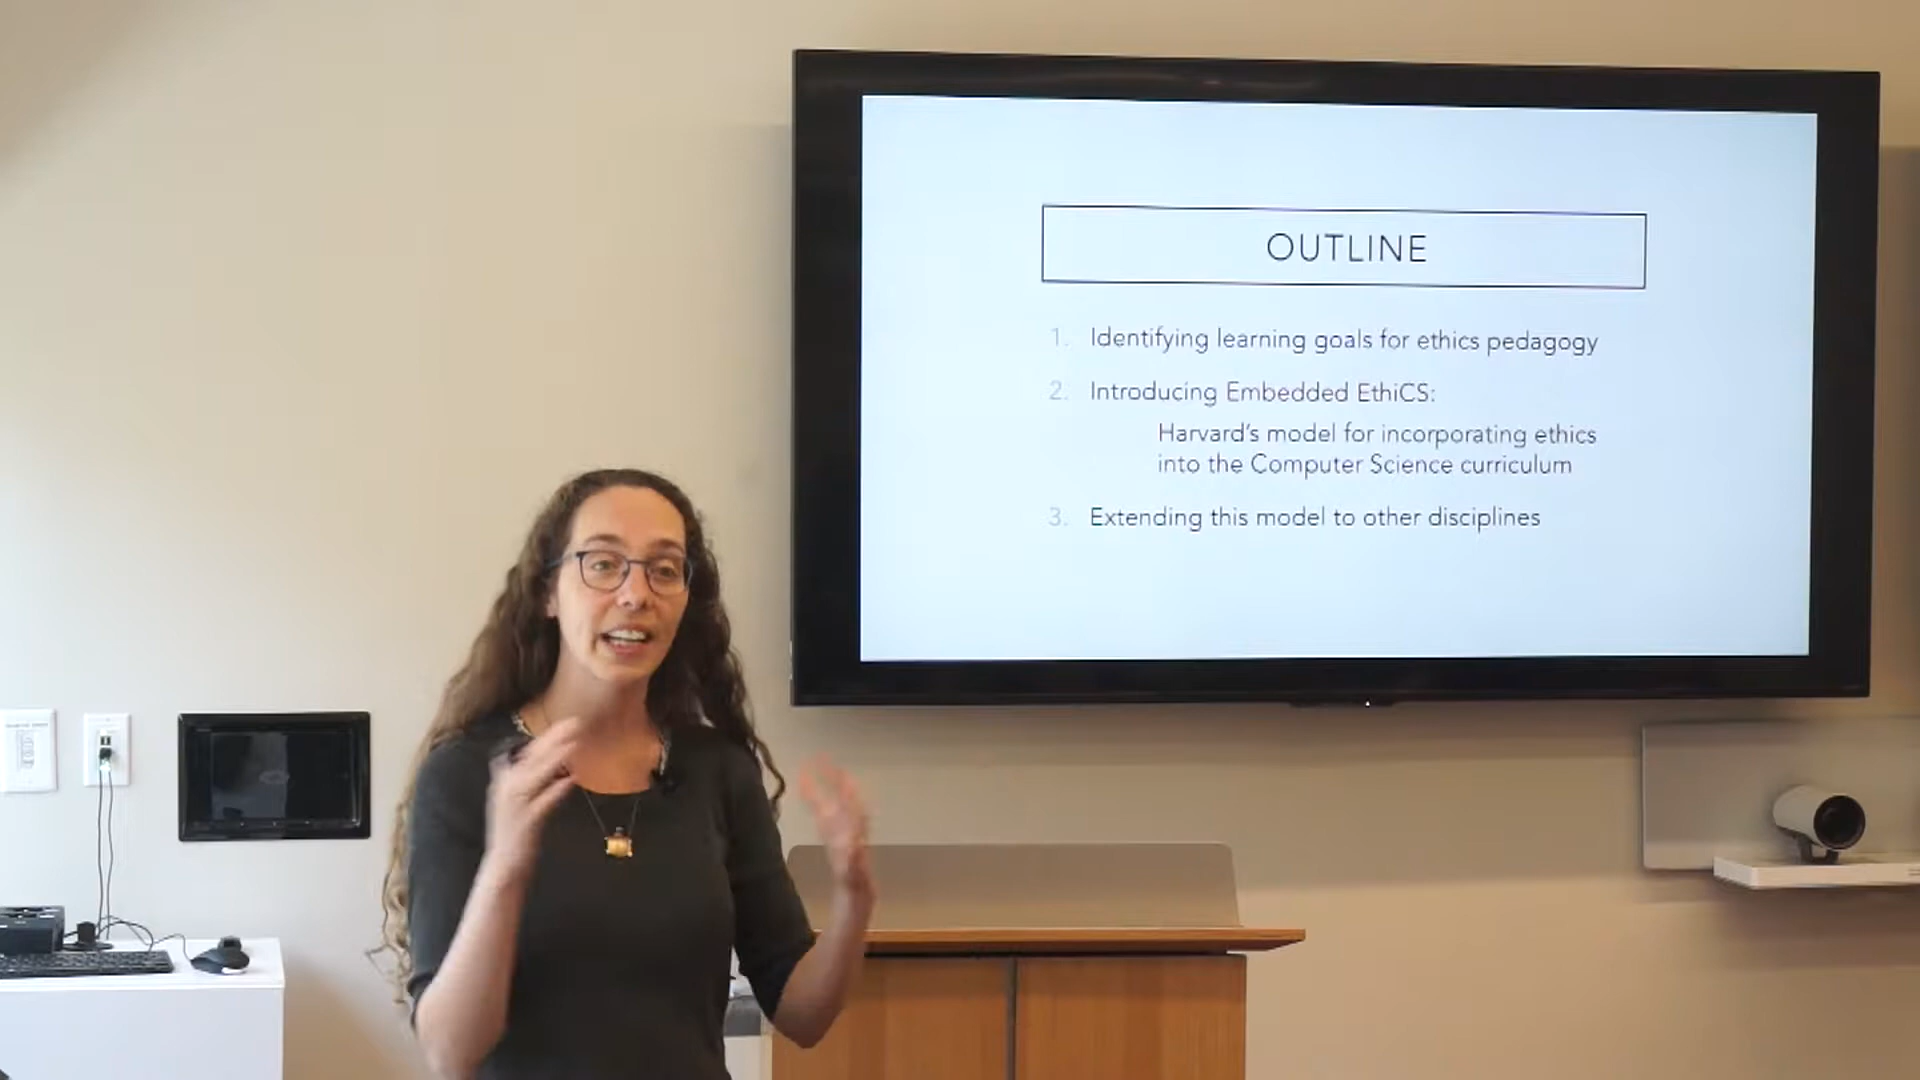 OUTLINE
1. Identifying learning goals for ethics pedagogy
2. Introducing Embedded EthiCS:
Harvard's model for incorporating ethics
into the Computer Science curriculum
3. Extending this model to other disciplines